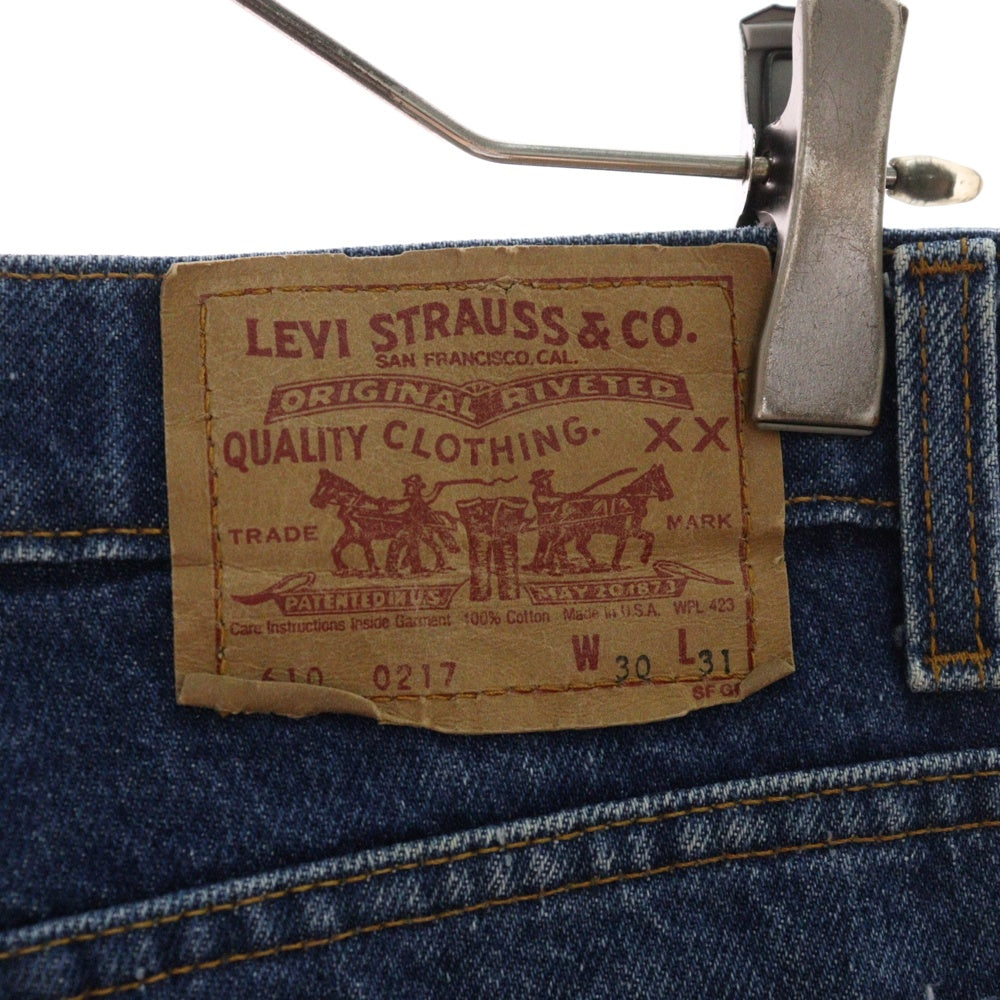 LEVI STRAUSS & CO.
SAN FRANCISCO, CAL.
ORIGINAL RIVETED
QUALITY CLOTHING. XX
TRADE MARK
PATENTED IN U.S. MAY 20 1873
Care Instructions Inside Garment 100% Cotton Made in U.S.A. WPL 423
610 0217 W 30 L 31
SF